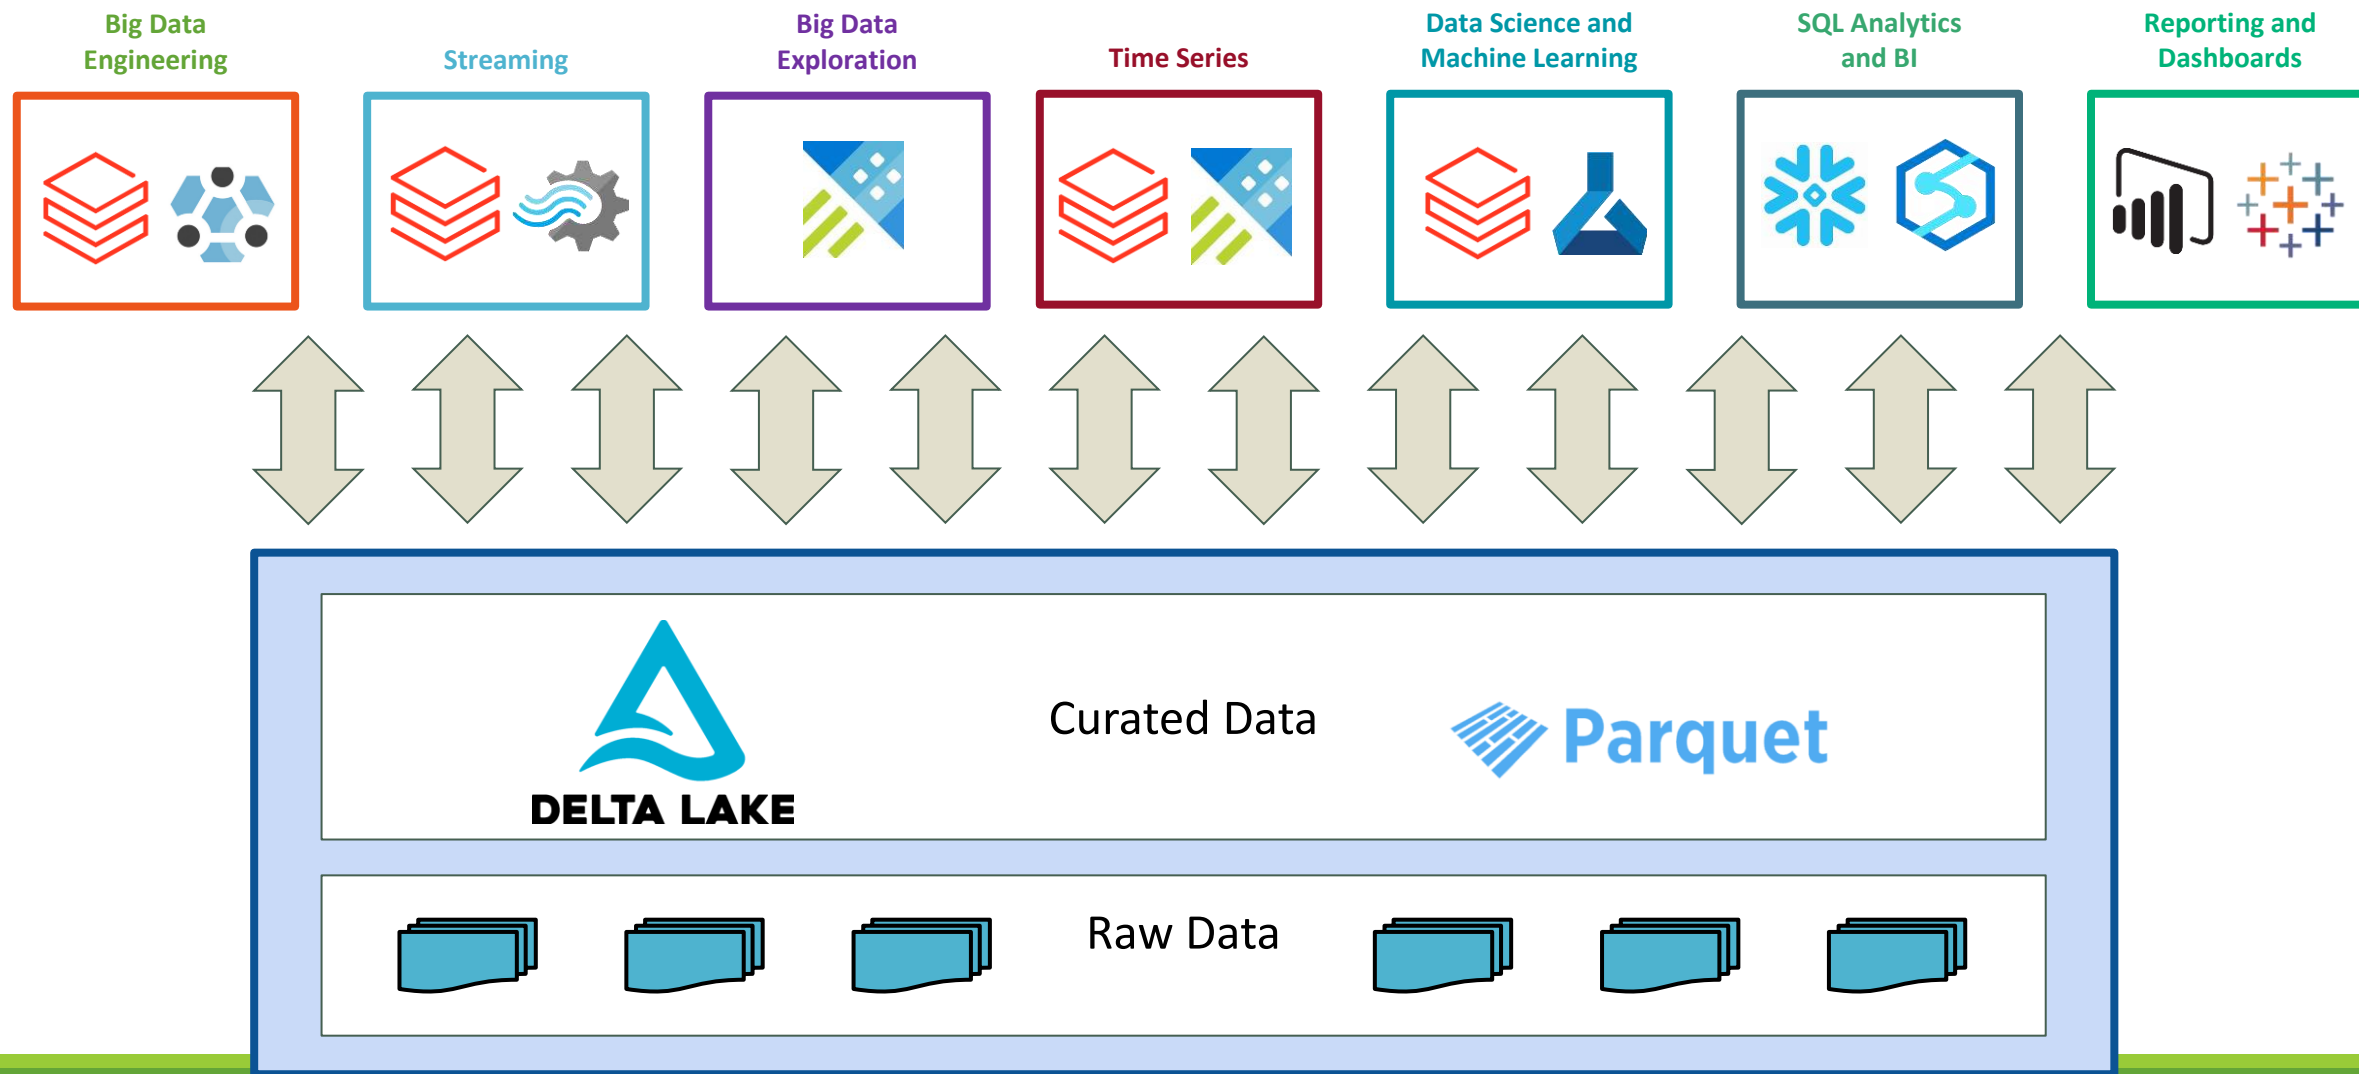 Big Data
Engineering
Streaming
Big Data
Exploration
Time Series
Data Science and
Machine Learning
SQL Analytics
and BI
Reporting and
Dashboards
DELTA LAKE
Curated Data
Parquet
Raw Data